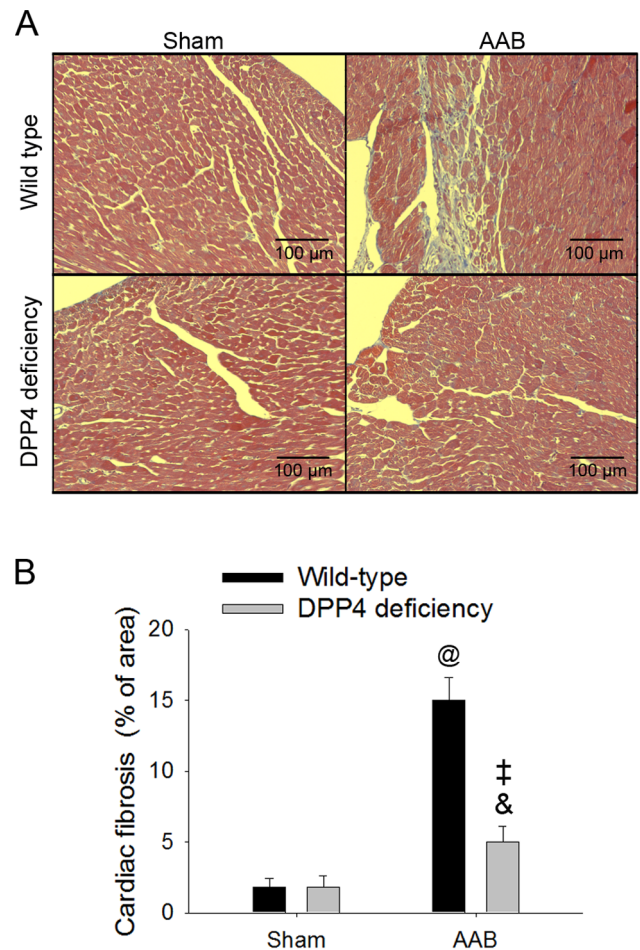 A
Sham AAB
Wild type
100 µm 100 µm
DPP4 deficiency
100 µm 100 µm
B
Wild-type
DPP4 deficiency
Cardiac fibrosis (% of area)
20
15
10
5
0
@
‡
&
Sham AAB